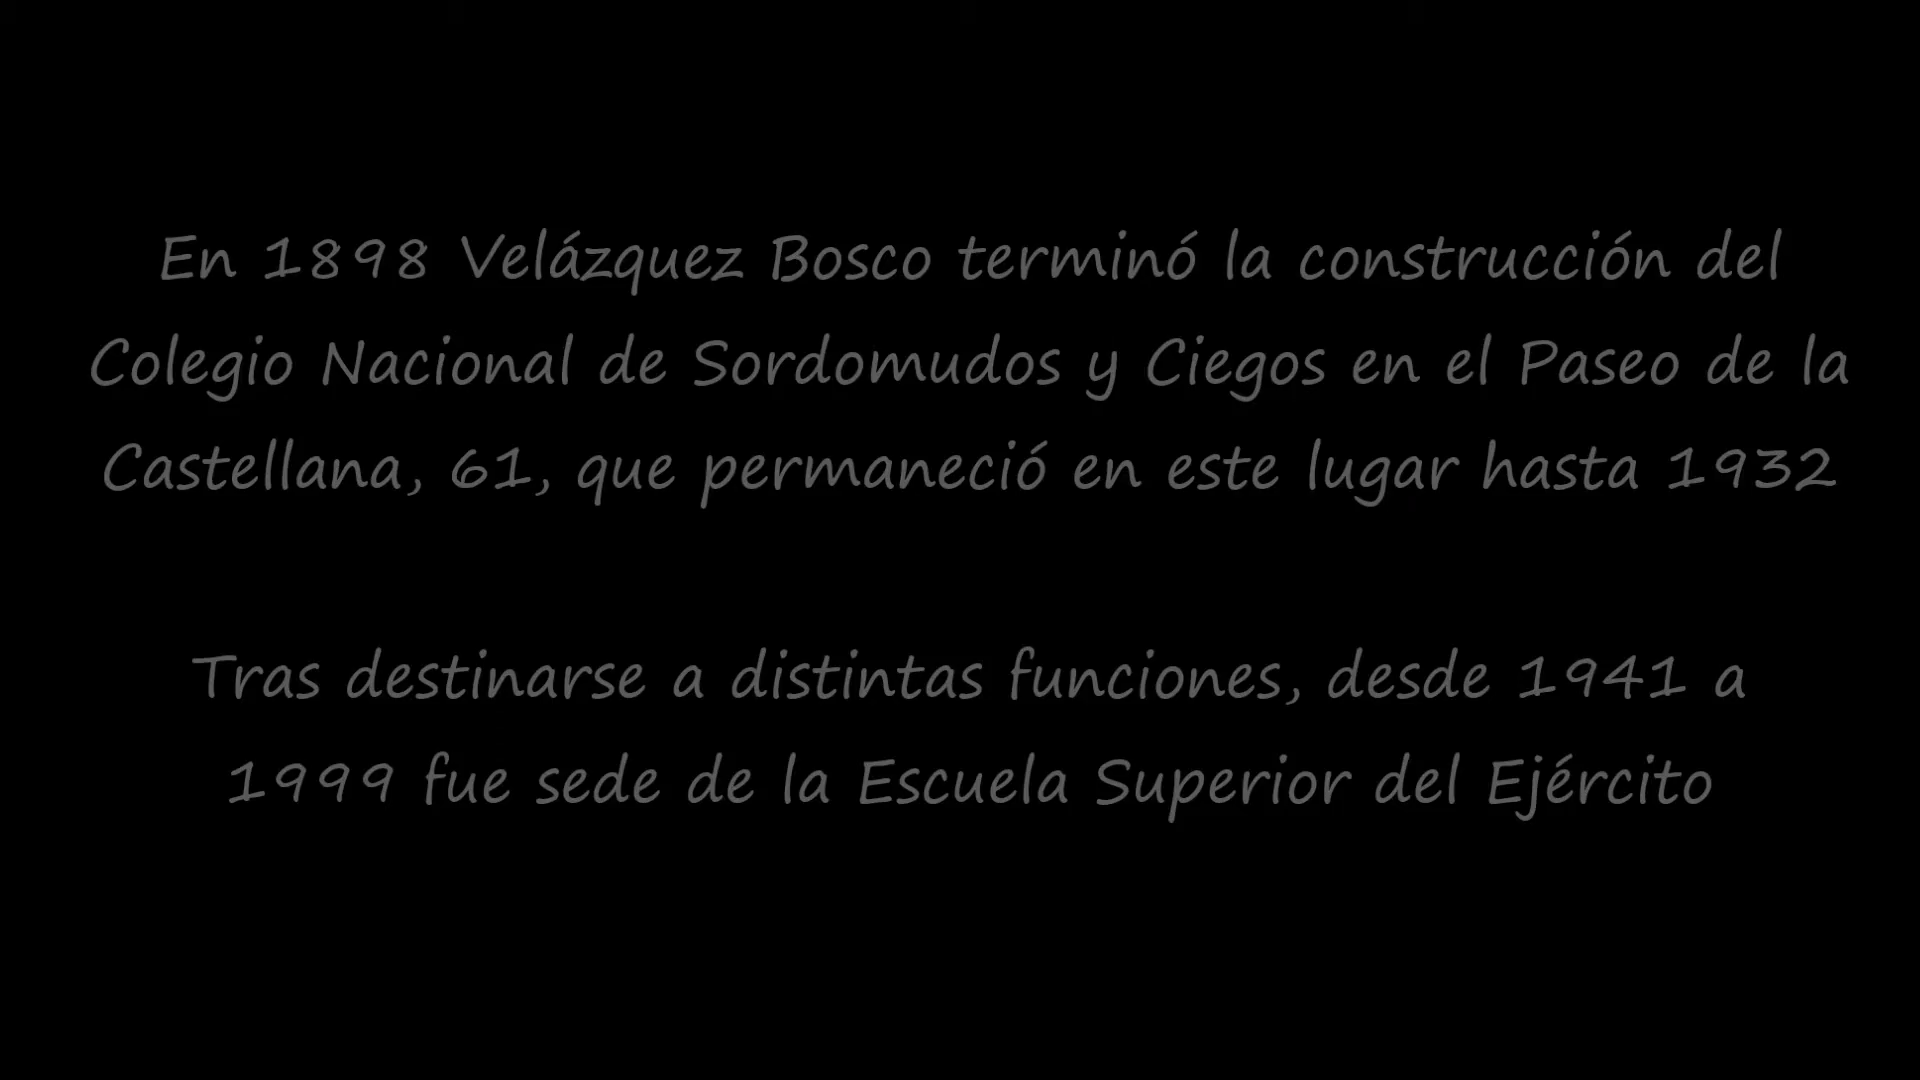 En 1898 Velázquez Bosco terminó la construcción del
Colegio Nacional de Sordomudos y Ciegos en el Paseo de la
Castellana, 61, que permaneció en este lugar hasta 1932
Tras destinarse a distintas funciones, desde 1941 a
1999 fue sede de la Escuela Superior del Ejército